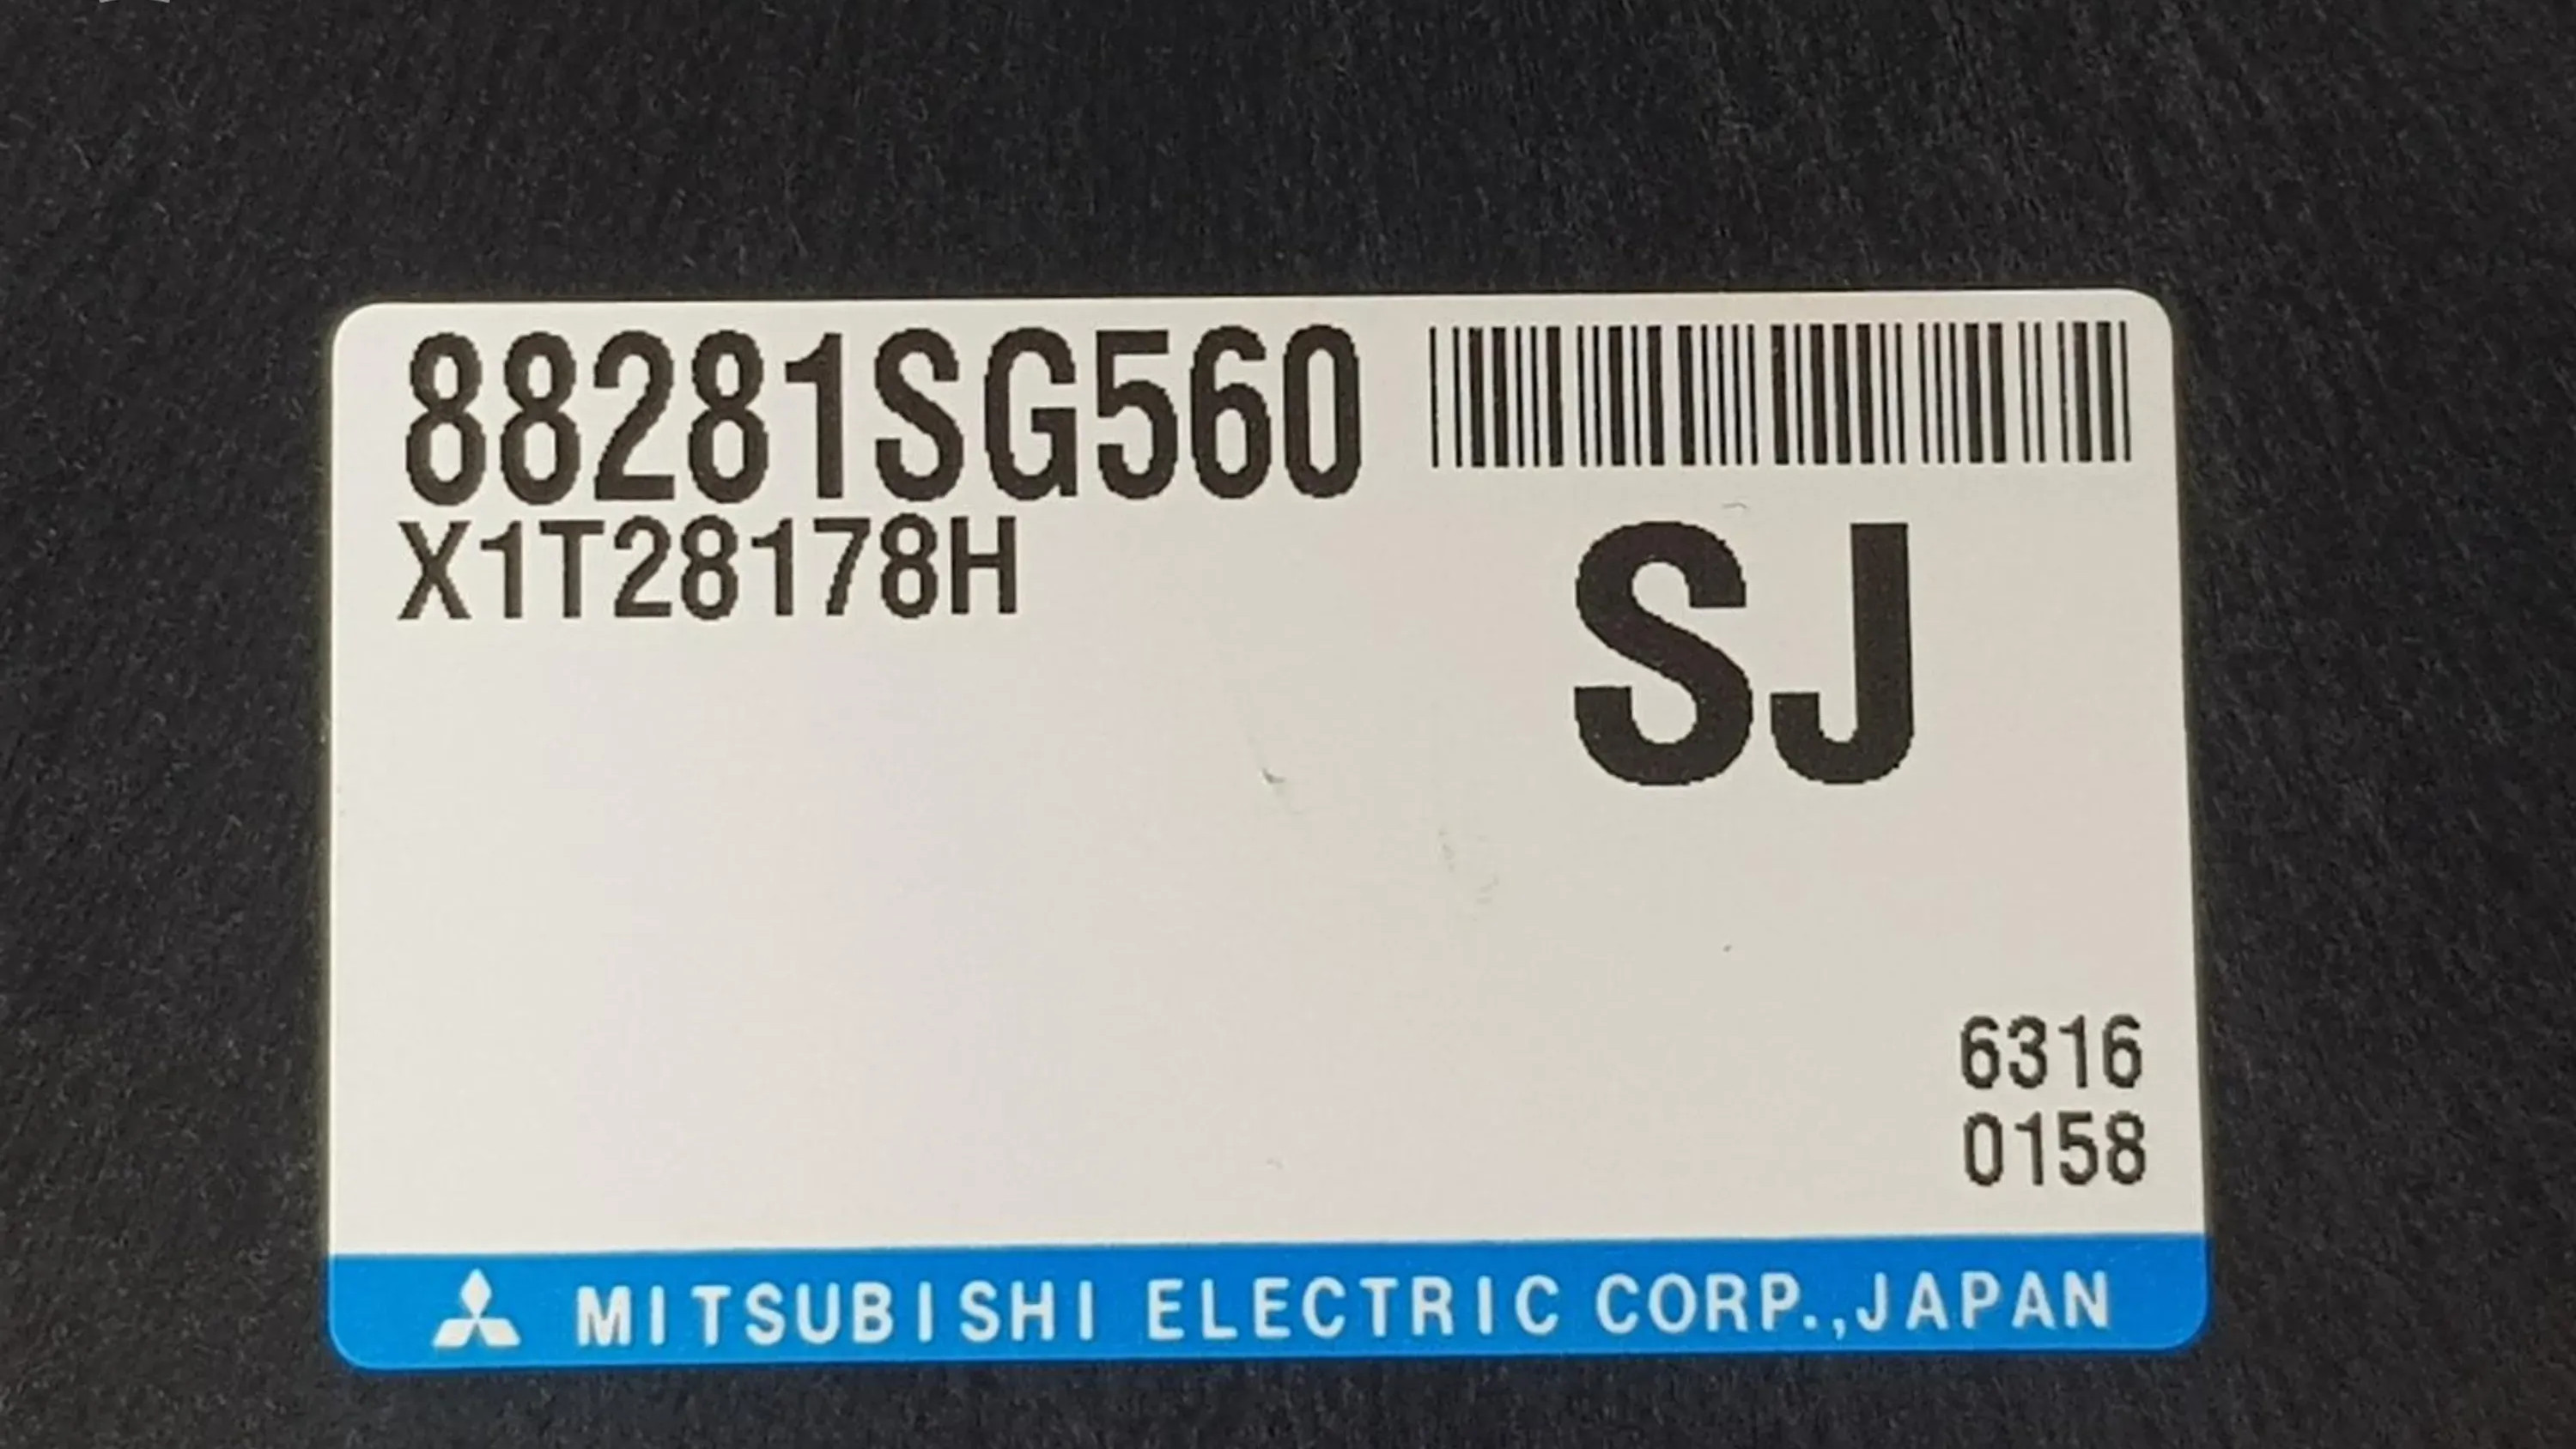 88281SG560
X1T28178H
SJ
6316
0158
MITSUBISHI ELECTRIC CORP.,JAPAN